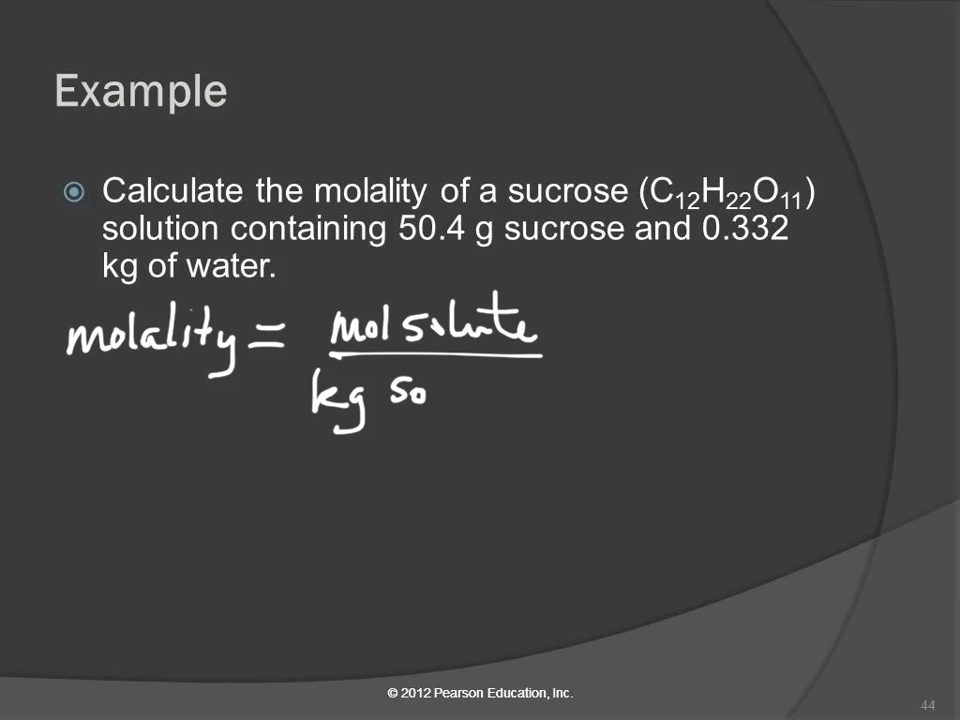 Example
Calculate the molality of a sucrose (C₁₂H₂₂O₁₁)
solution containing 50.4 g sucrose and 0.332
kg of water.
molality = mol solute
kg so
© 2012 Pearson Education, Inc.
44